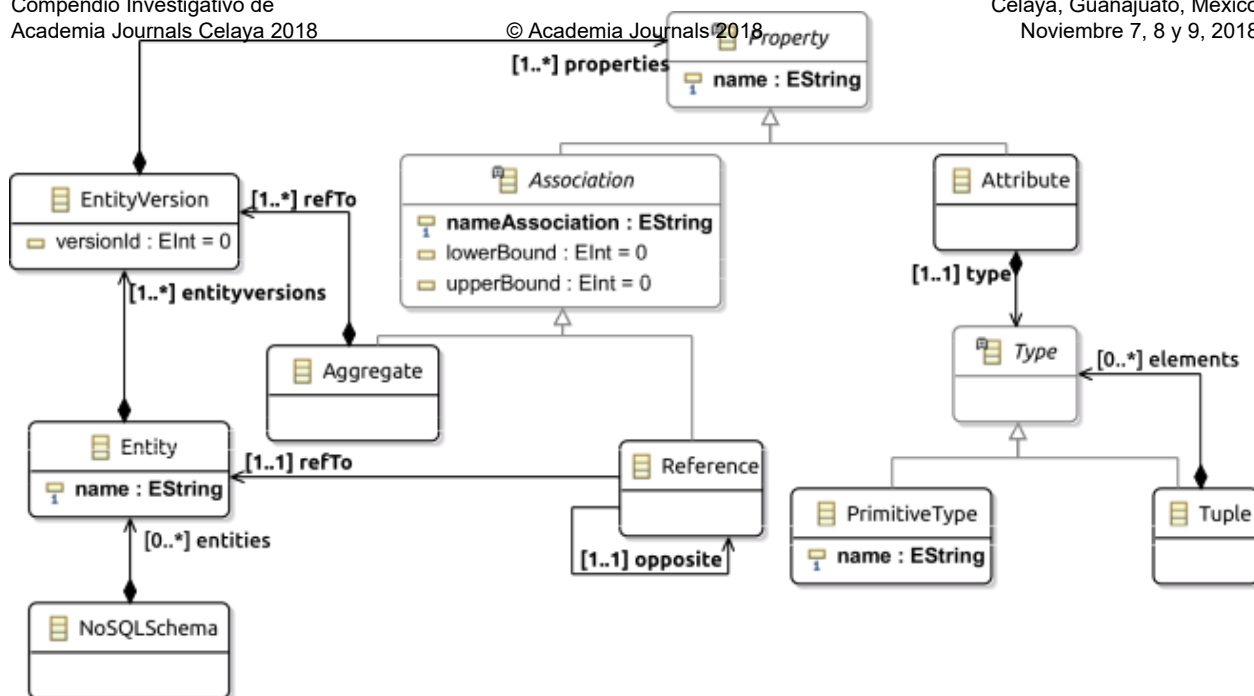 Compendio Investigativo de
Academia Journals Celaya 2018
© Academia Journals 2018
Celaya, Guanajuato, México
Noviembre 7, 8 y 9, 2018
Property
name : EString
[1..*] properties
EntityVersion
versionId : EInt = 0
[1..*] refTo
Association
nameAssociation : EString
lowerBound : EInt = 0
upperBound : EInt = 0
Attribute
[1..1] type
[1..*] entityversions
Aggregate
Type
[0..*] elements
Entity
name : EString
[1..1] refTo
Reference
[1..1] opposite
PrimitiveType
name : EString
Tuple
[0..*] entities
NoSQLSchema